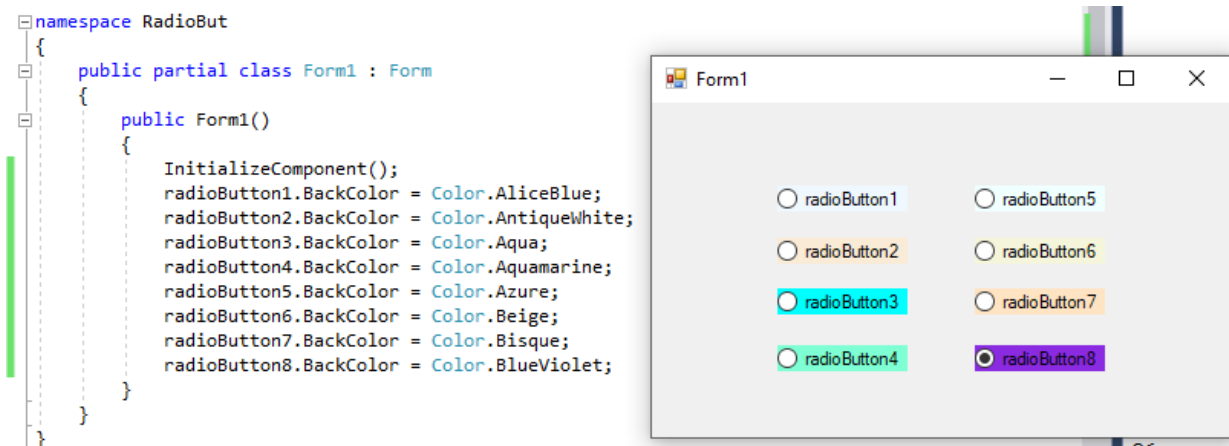 namespace RadioBut
{
public partial class Form1 : Form
{
public Form1()
{
InitializeComponent();
radioButton1.BackColor = Color.AliceBlue;
radioButton2.BackColor = Color.AntiqueWhite;
radioButton3.BackColor = Color.Aqua;
radioButton4.BackColor = Color.Aquamarine;
radioButton5.BackColor = Color.Azure;
radioButton6.BackColor = Color.Beige;
radioButton7.BackColor = Color.Bisque;
radioButton8.BackColor = Color.BlueViolet;
}
}
}
Form1
radioButton1
radioButton2
radioButton3
radioButton4
radioButton5
radioButton6
radioButton7
radioButton8